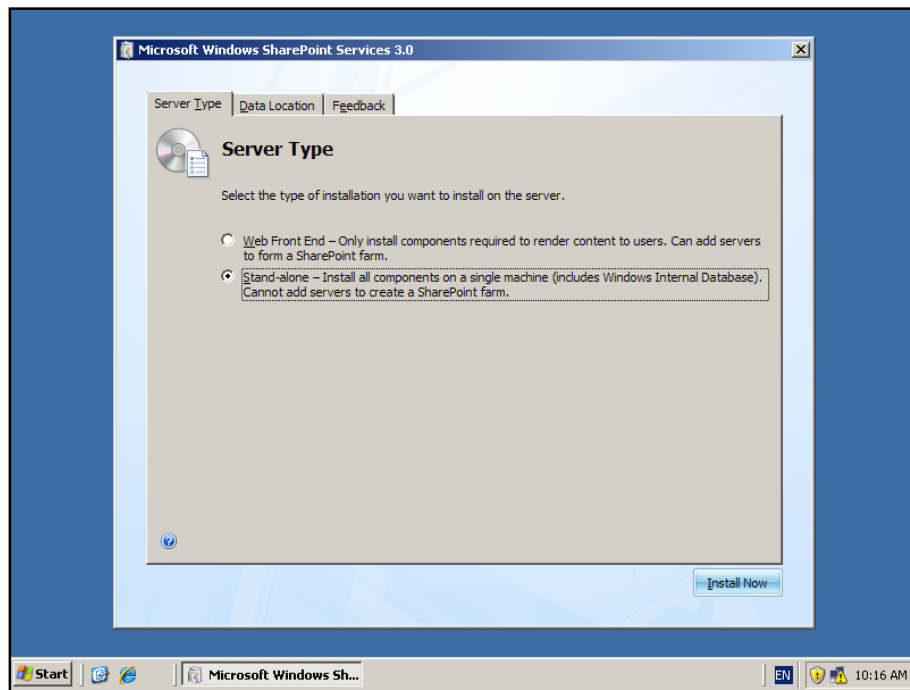 Microsoft Windows SharePoint Services 3.0
Server Type
Data Location
Feedback
Server Type
Select the type of installation you want to install on the server.
Web Front End – Only install components required to render content to users. Can add servers
to form a SharePoint farm.
Stand-alone – Install all components on a single machine (includes Windows Internal Database).
Cannot add servers to create a SharePoint farm.
Install Now
Start
Microsoft Windows Sh...
EN
10:16 AM